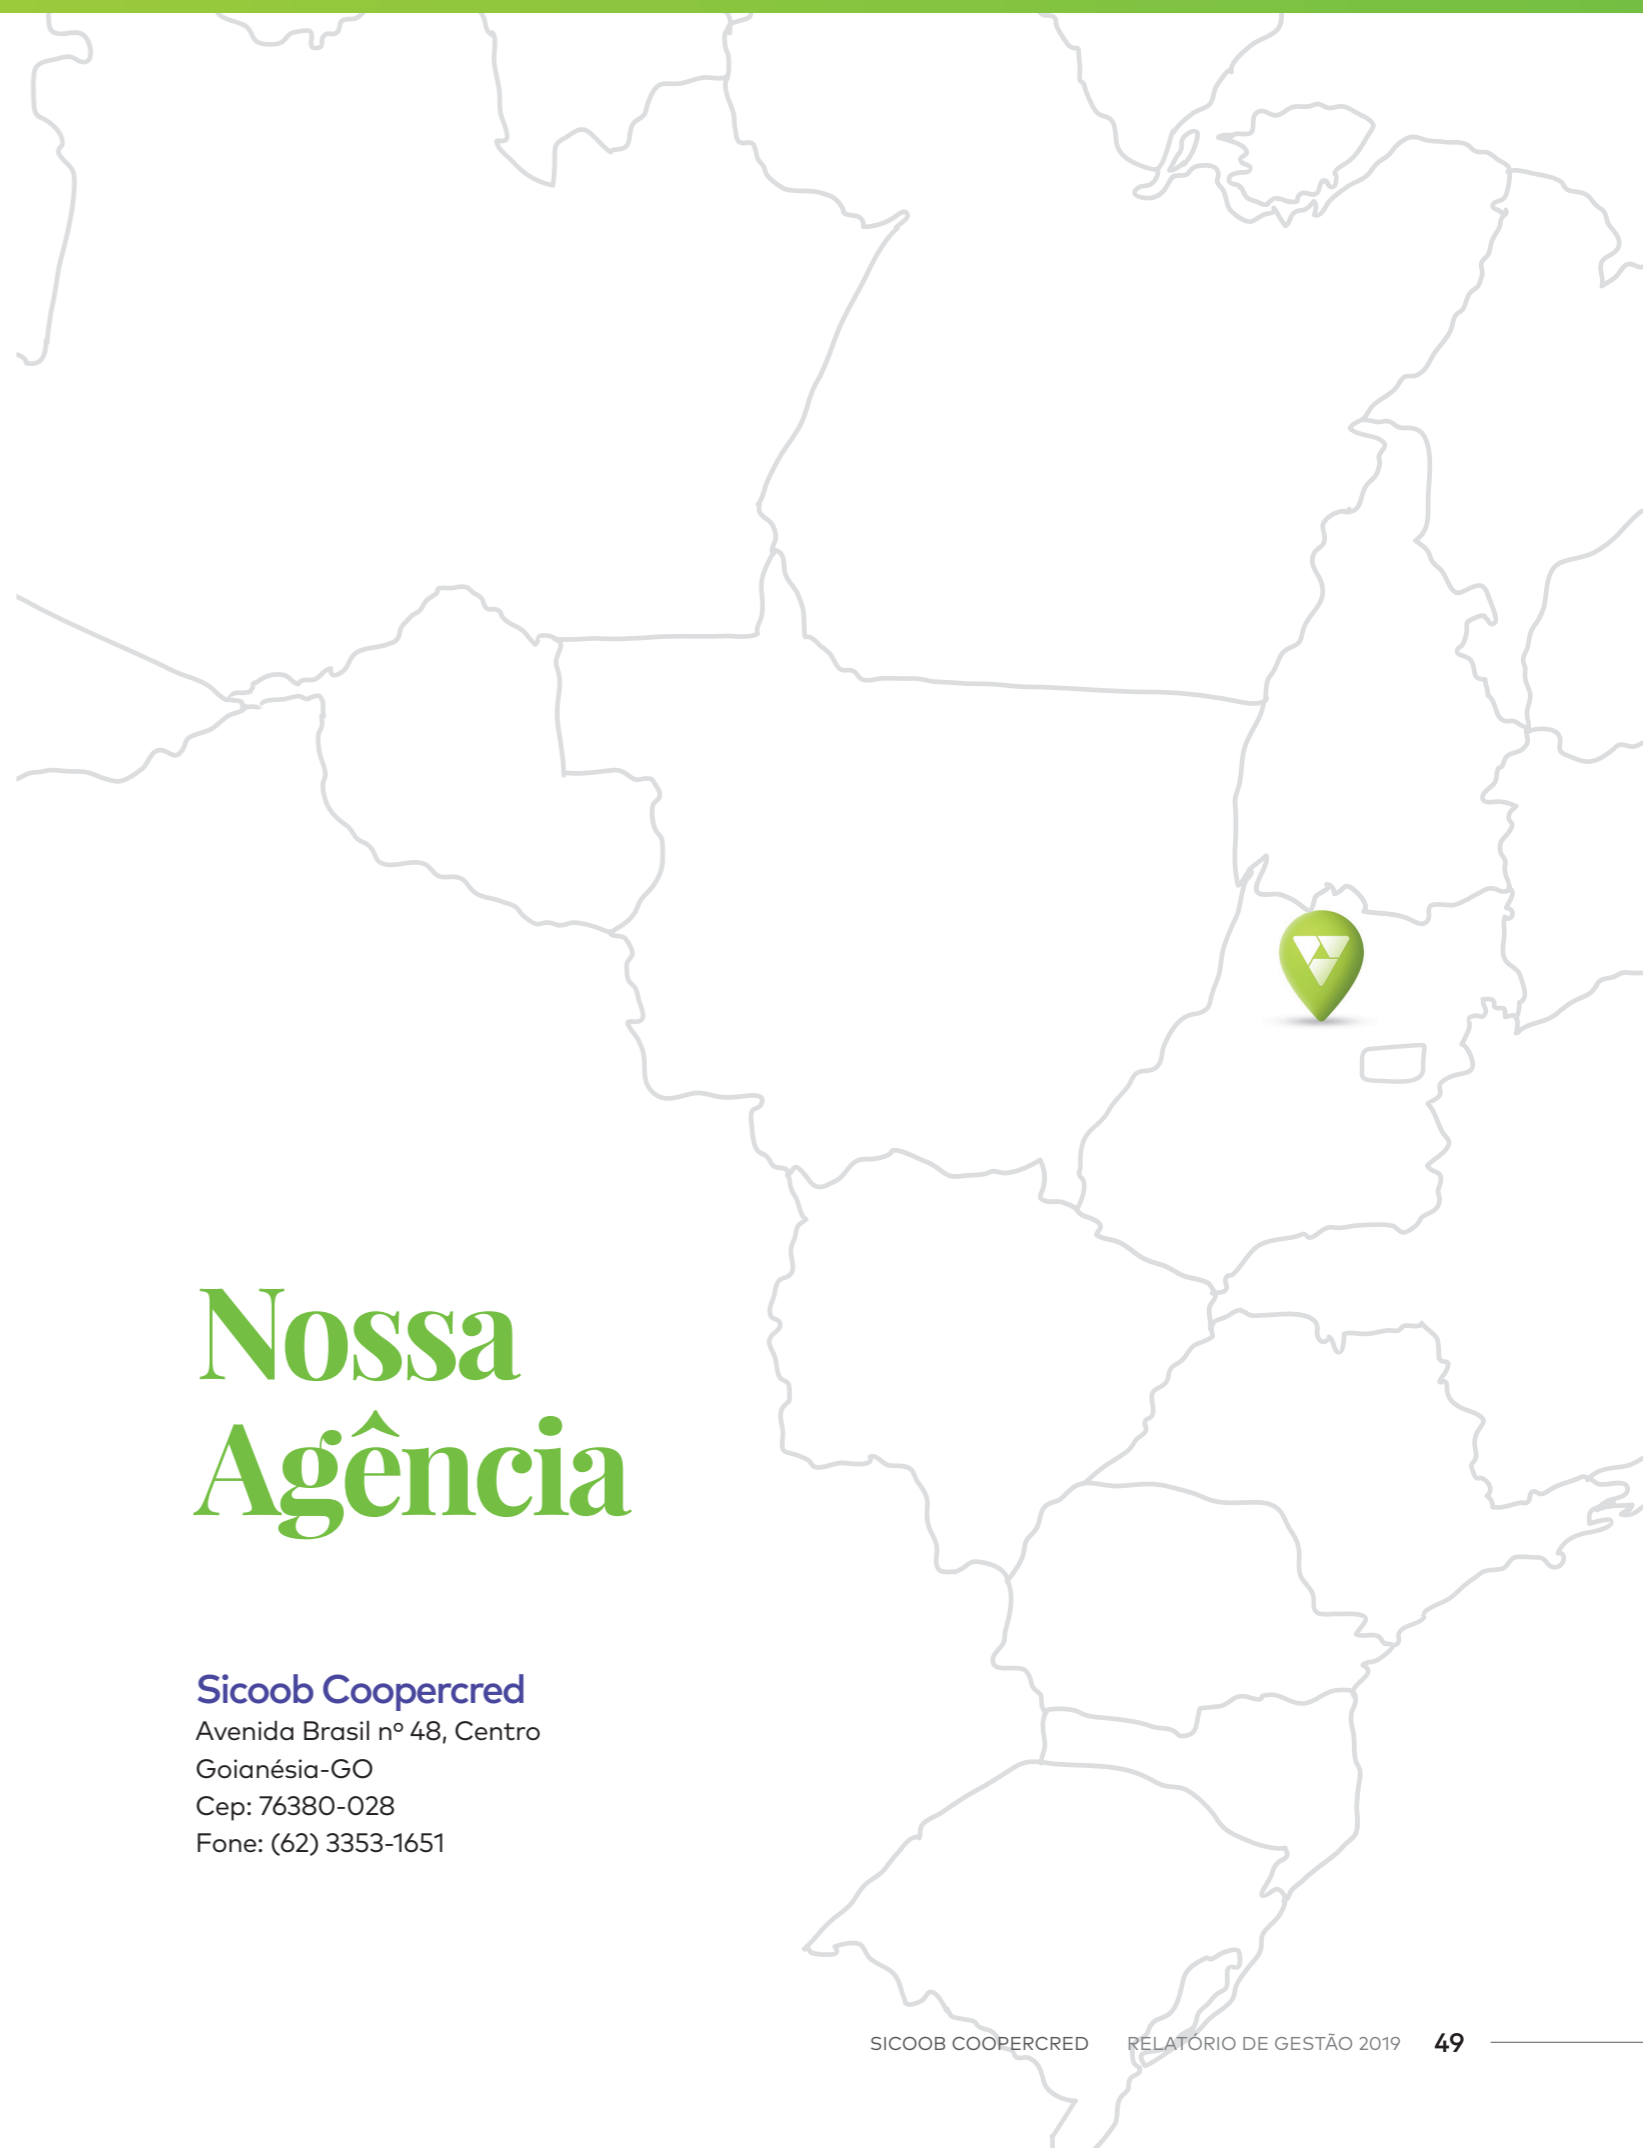 Nossa
Agência
Sicoob Coopercred
Avenida Brasil nº 48, Centro
Goianésia-GO
Cep: 76380-028
Fone: (62) 3353-1651
SICOOB COOPERCRED RELATÓRIO DE GESTÃO 2019 49